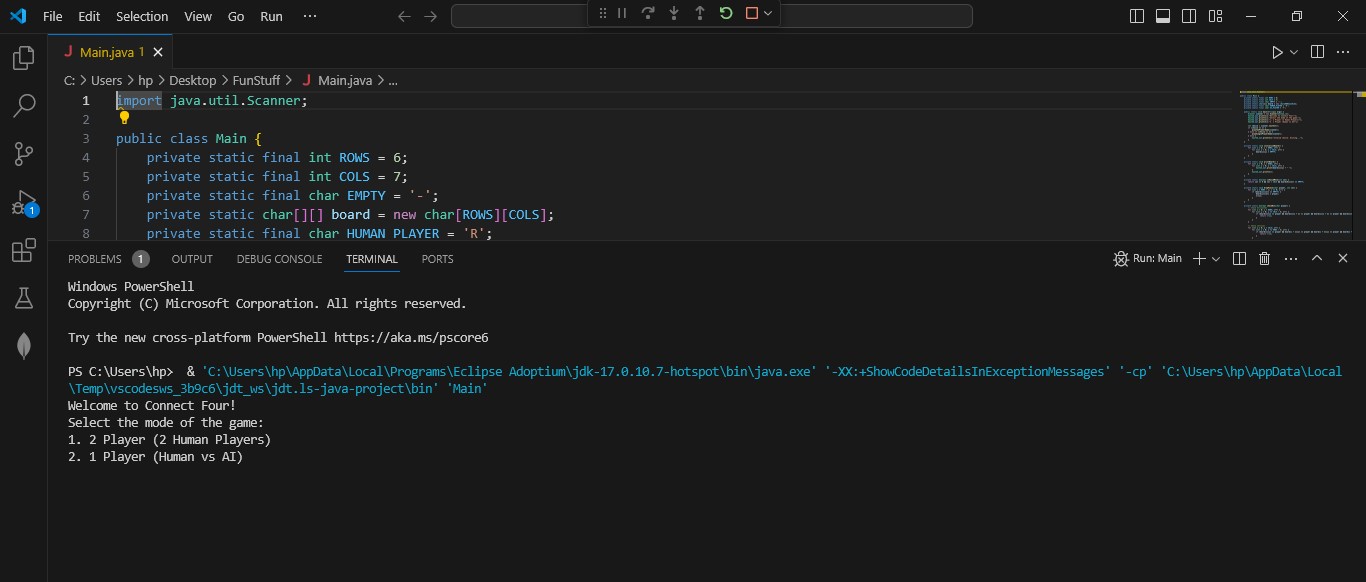 File Edit Selection View Go Run ···
Main.java 1
C: > Users > hp > Desktop > FunStuff > Main.java > ...
1 import java.util.Scanner;
2
3 public class Main {
4 private static final int ROWS = 6;
5 private static final int COLS = 7;
6 private static final char EMPTY = '-';
7 private static char[][] board = new char[ROWS][COLS];
8 private static final char HUMAN_PLAYER = 'R';
1
PROBLEMS 1 OUTPUT DEBUG CONSOLE TERMINAL PORTS Run: Main
Windows PowerShell
Copyright (C) Microsoft Corporation. All rights reserved.
Try the new cross-platform PowerShell https://aka.ms/pscore6
PS C:\Users\hp> & 'C:\Users\hp\AppData\Local\Programs\Eclipse Adoptium\jdk-17.0.10.7-hotspot\bin\java.exe' '-XX:+ShowCodeDetailsInExceptionMessages' '-cp' 'C:\Users\hp\AppData\Local
\Temp\vscodesws_3b9c6\jdt_ws\jdt.ls-java-project\bin' 'Main'
Welcome to Connect Four!
Select the mode of the game:
1. 2 Player (2 Human Players)
2. 1 Player (Human vs AI)